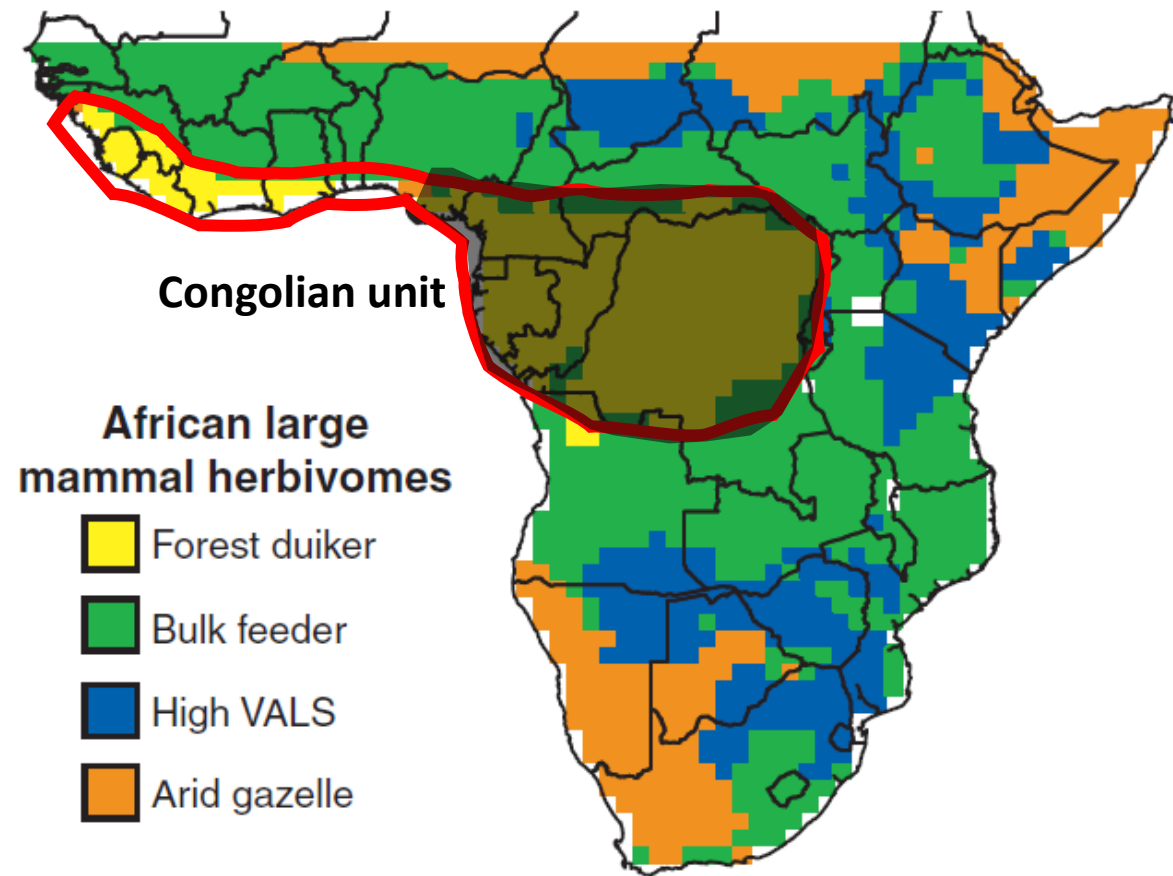 Congolian unit
African large
mammal herbivomes
Forest duiker
Bulk feeder
High VALS
Arid gazelle